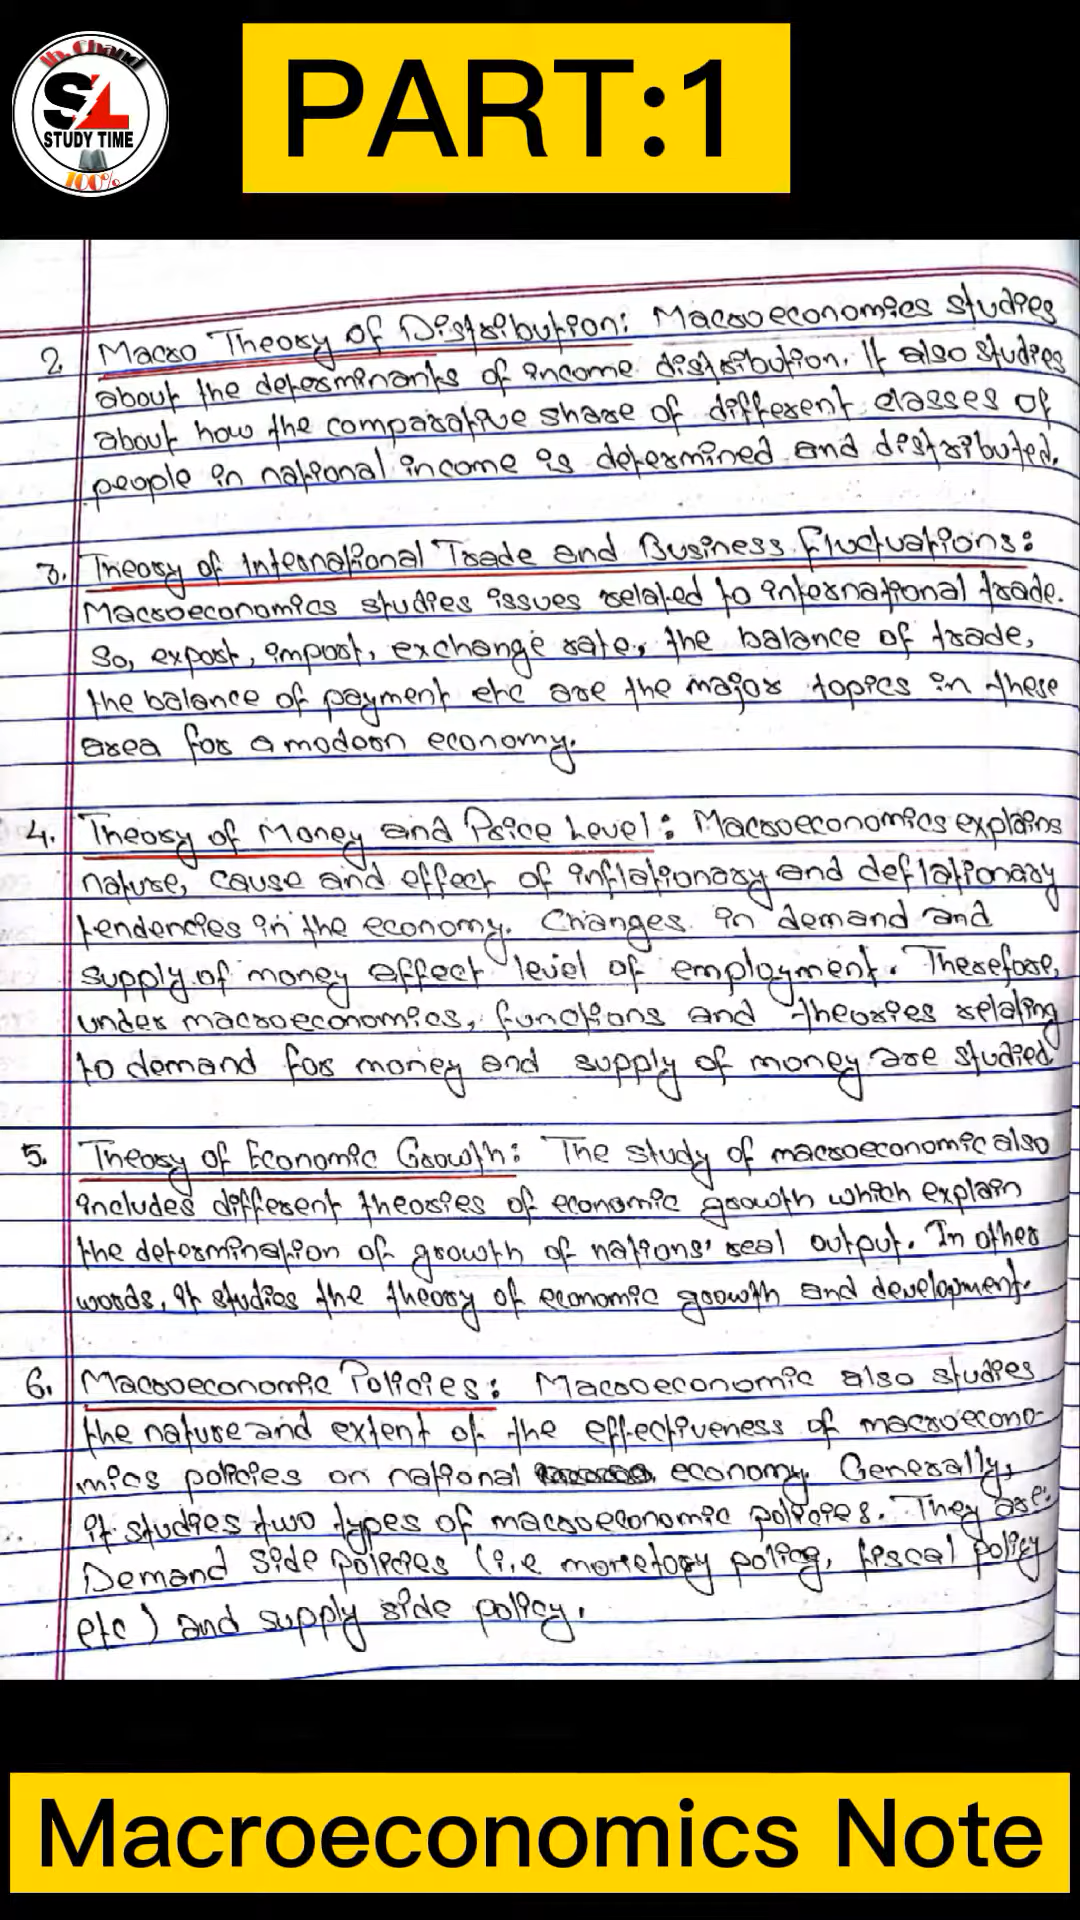 PART:1
Ih. Chand
SL
STUDY TIME
100%
2. Macro Theory of Distribution: Macroeconomics studies
about the determinants of income distribution. It also studies
about how the comparative share of different classes of
people in national income is determined and distributed.
3. Theory of International Trade and Business Fluctuations:
Macroeconomics studies issues related to international trade.
So, export, import, exchange rate, the balance of trade,
the balance of payment etc are the major topics in these
area for a modern economy.
4. Theory of Money and Price Level: Macroeconomics explains
nature, cause and effect of inflationary and deflationary
tendencies in the economy. Changes in demand and
supply of money affect level of employment. Therefore,
under macroeconomics, functions and theories relating
to demand for money and supply of money are studied
5. Theory of Economic Growth: The study of macroeconomic also
includes different theories of economic growth which explain
the determination of growth of nations' real output. In other
words, it studies the theory of economic growth and development.
6. Macroeconomic Policies: Macroeconomic also studies
the nature and extent of the effectiveness of macroecono-
mics policies on national economy. Generally,
it studies two types of macroeconomic policies. They are:
Demand side policies (i.e monetory policy, fiscal policy
etc) and supply side policy.
Macroeconomics Note